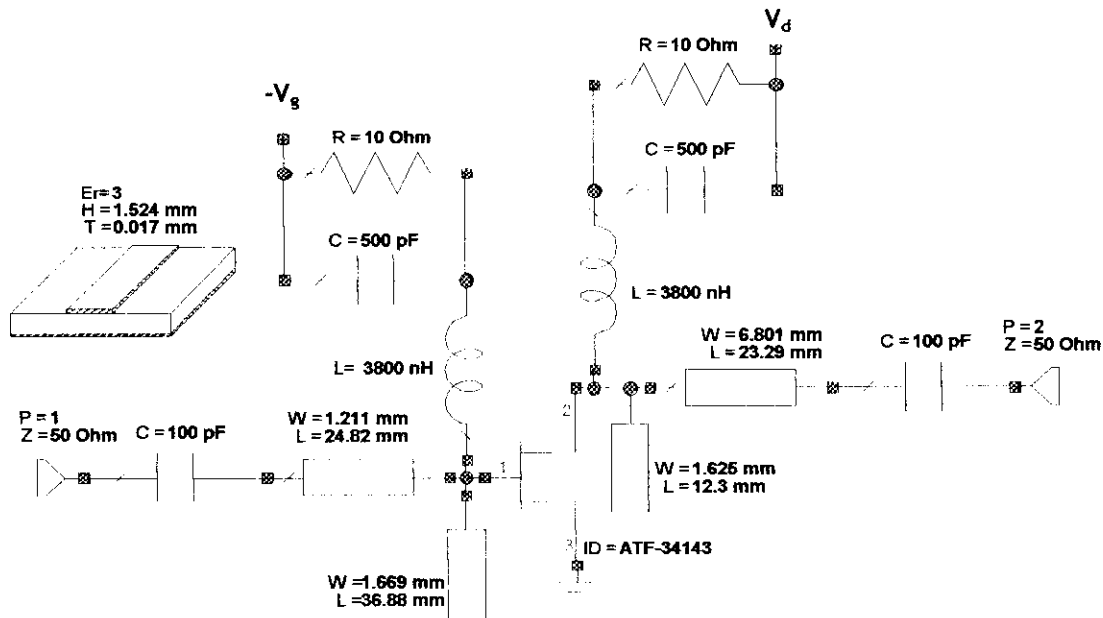 V_d
R = 10 Ohm
-V_g
R = 10 Ohm
C = 500 pF
Er= 3
H = 1.524 mm
T = 0.017 mm
C = 500 pF
L = 3800 nH
W = 6.801 mm
L = 23.29 mm
C = 100 pF
P = 2
Z = 50 Ohm
L= 3800 nH
P = 1
Z = 50 Ohm
C = 100 pF
W = 1.211 mm
L = 24.82 mm
2
1
W = 1.625 mm
L = 12.3 mm
3
ID = ATF-34143
W = 1.669 mm
L = 36.88 mm